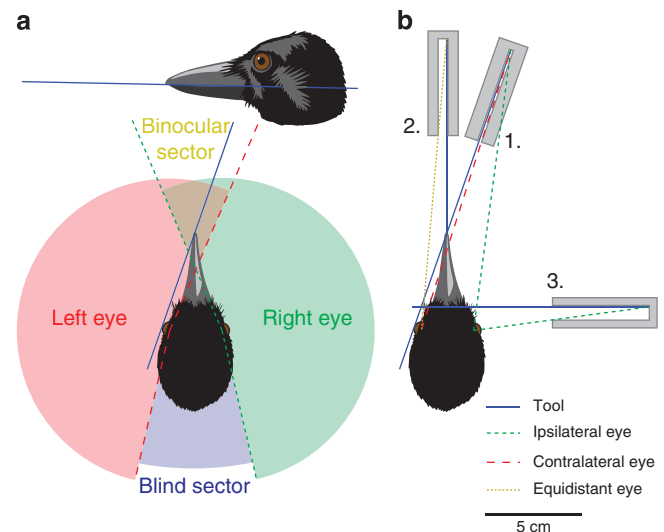 a
Binocular
sector
Left eye
Right eye
Blind sector
b
2.
1.
3.
Tool
Ipsilateral eye
Contralateral eye
Equidistant eye
5 cm